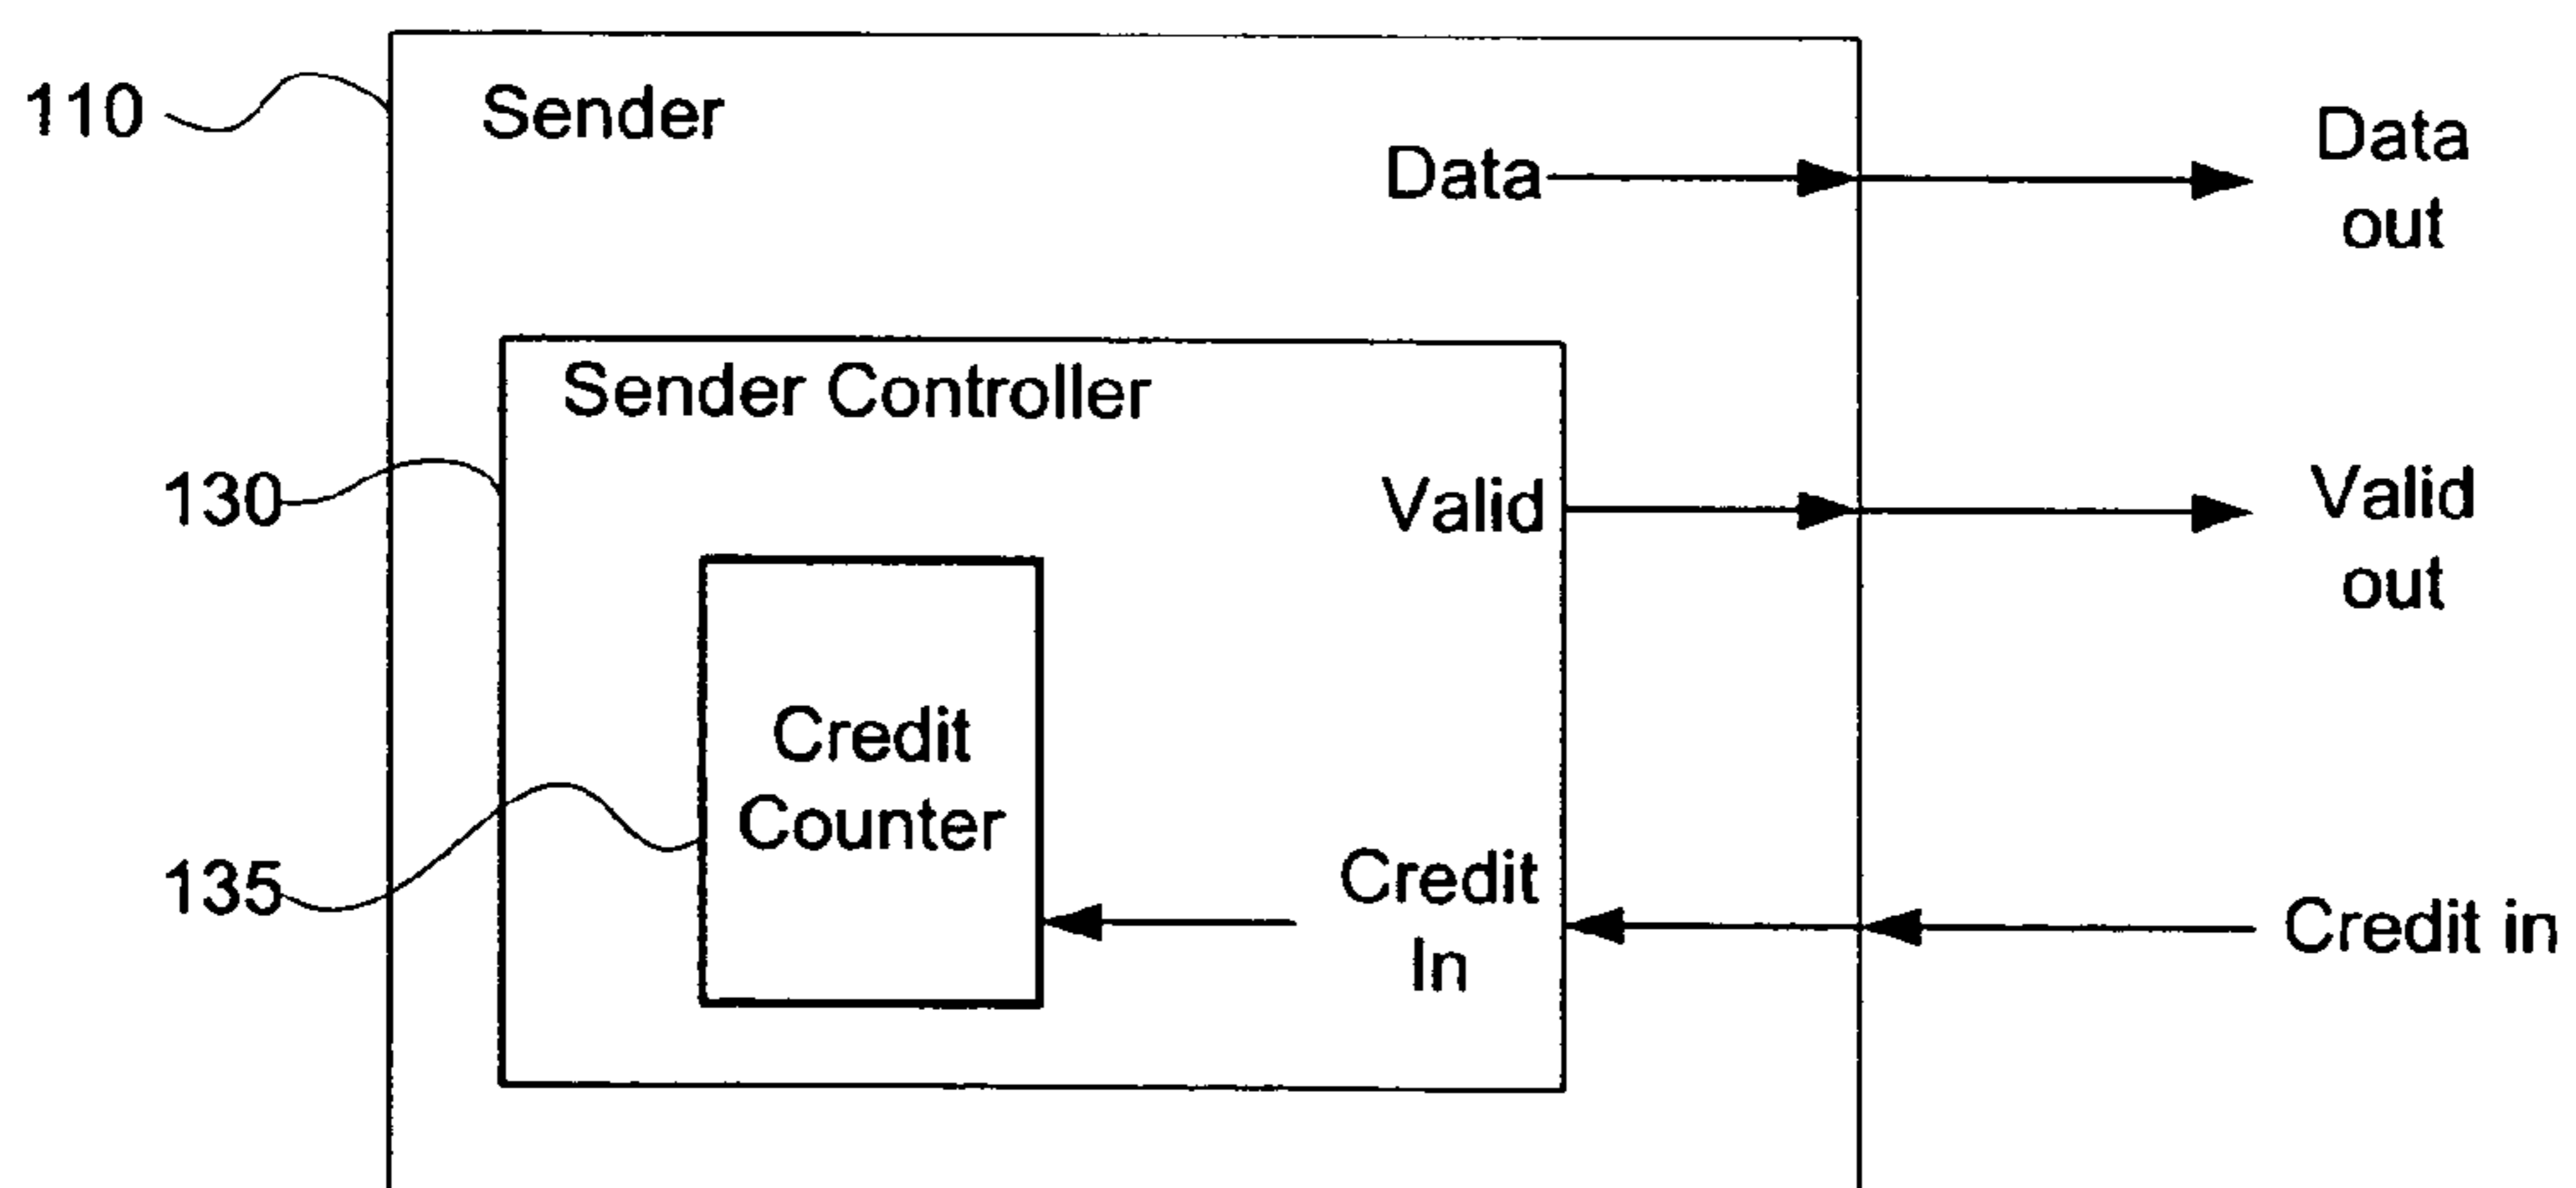 110
Sender
Data
Data
out
Sender Controller
130
Valid
Valid
out
Credit
Counter
135
Credit
In
Credit in